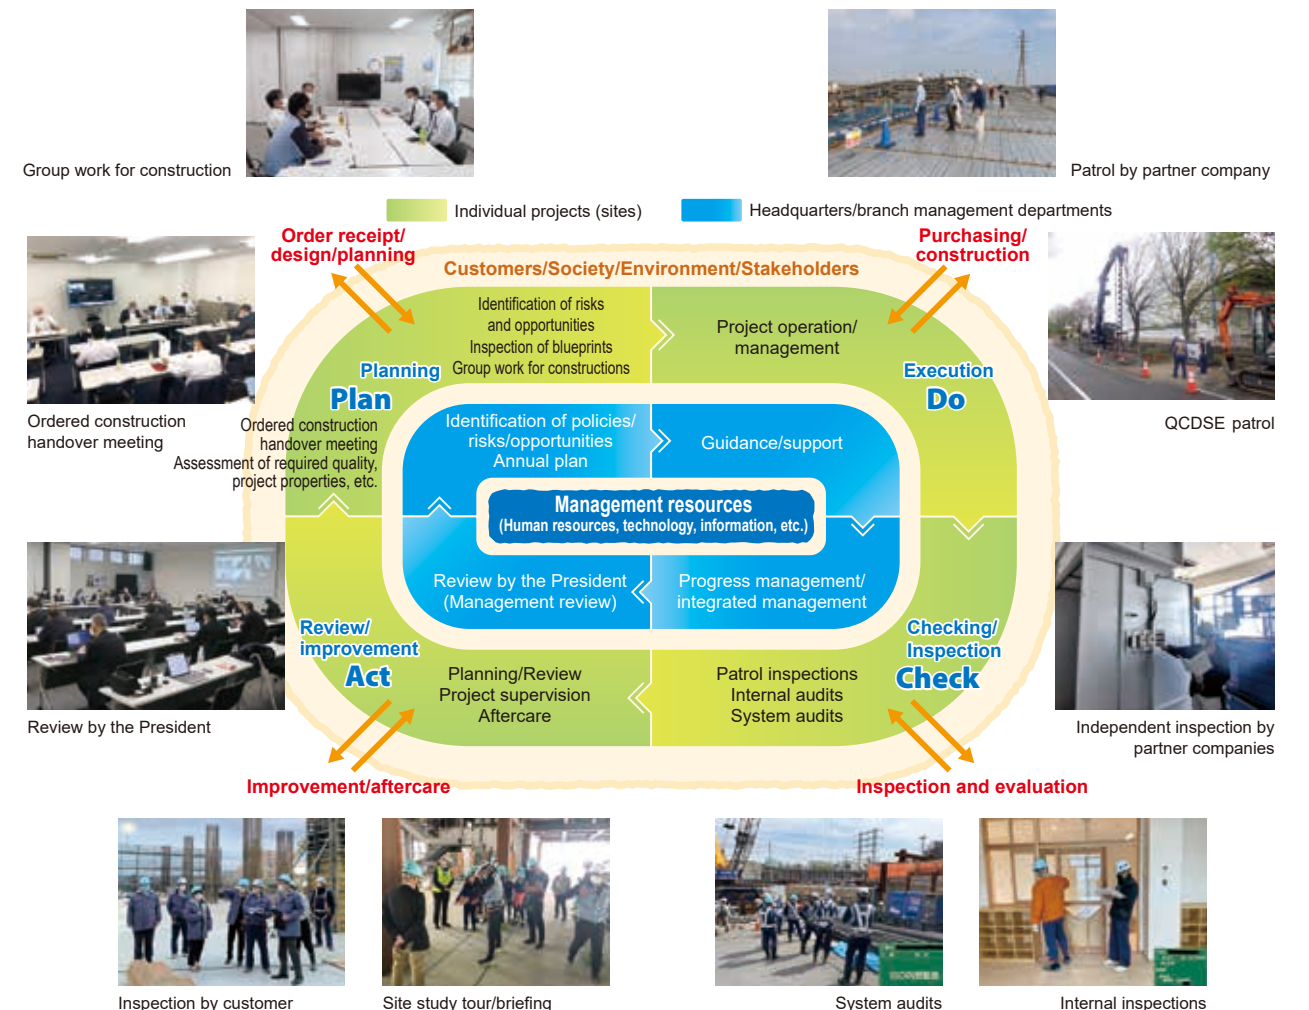 Group work for construction
Patrol by partner company
Individual projects (sites)
Headquarters/branch management departments
Order receipt/
design/planning
Purchasing/
construction
Customers/Society/Environment/Stakeholders
Identification of risks
and opportunities
Inspection of blueprints
Group work for constructions
Project operation/
management
Planning
Plan
Execution
Do
Ordered construction
handover meeting
Ordered construction
handover meeting
Assessment of required quality,
project properties, etc.
Identification of policies/
risks/opportunities
Annual plan
Guidance/support
QCDSE patrol
Management resources
(Human resources, technology, information, etc.)
Review by the President
(Management review)
Progress management/
integrated management
Review/
improvement
Act
Checking/
Inspection
Check
Planning/Review
Project supervision
Aftercare
Patrol inspections
Internal audits
System audits
Review by the President
Independent inspection by
partner companies
Improvement/aftercare
Inspection and evaluation
Inspection by customer
Site study tour/briefing
System audits
Internal inspections